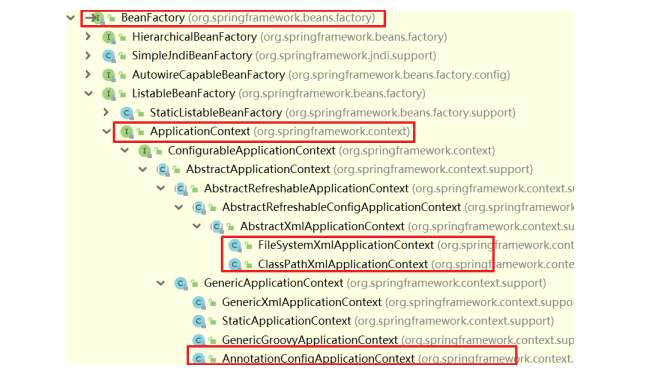 BeanFactory (org.springframework.beans.factory)
HierarchicalBeanFactory (org.springframework.beans.factory)
SimpleJndiBeanFactory (org.springframework.jndi.support)
AutowireCapableBeanFactory (org.springframework.beans.factory.config)
ListableBeanFactory (org.springframework.beans.factory)
StaticListableBeanFactory (org.springframework.beans.factory.support)
ApplicationContext (org.springframework.context)
ConfigurableApplicationContext (org.springframework.context)
AbstractApplicationContext (org.springframework.context.support)
AbstractRefreshableApplicationContext (org.springframework.context.su
AbstractRefreshableConfigApplicationContext (org.springframework
AbstractXmlApplicationContext (org.springframework.context.su
FileSystemXmlApplicationContext (org.springframework.cont
ClassPathXmlApplicationContext (org.springframework.conte
GenericApplicationContext (org.springframework.context.support)
GenericXmlApplicationContext (org.springframework.context.suppo
StaticApplicationContext (org.springframework.context.support)
GenericGroovyApplicationContext (org.springframework.context.sup
AnnotationConfigApplicationContext (org.springframework.context.